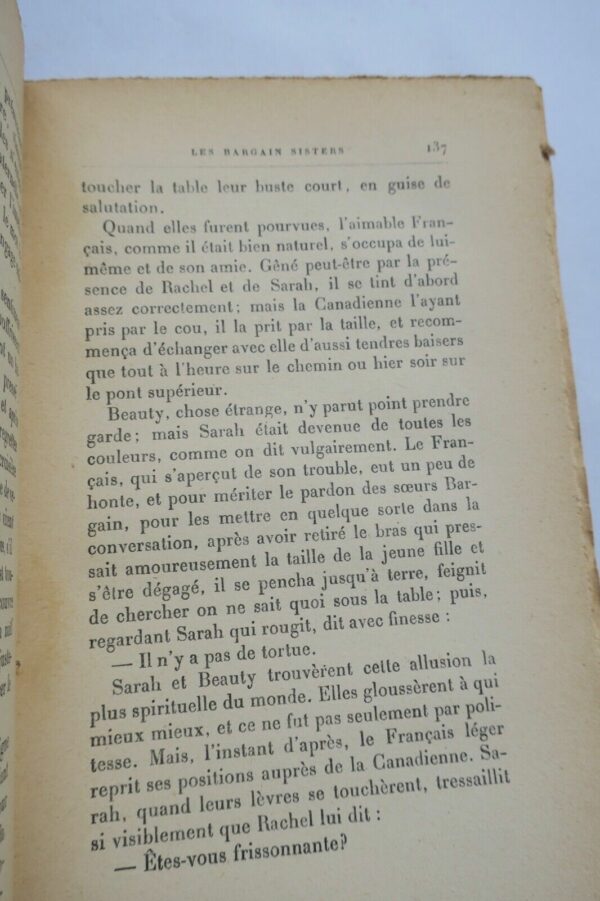 LES BARGAIN SISTERS 137
toucher la table leur buste court, en guise de
salutation.
Quand elles furent pourvues, l'aimable Fran-
çais, comme il était bien naturel, s'occupa de lui-
même et de son amie. Gêné peut-être par la pré-
sence de Rachel et de Sarah, il se tint d'abord
assez correctement; mais la Canadienne l'ayant
pris par le cou, il la prit par la taille, et recom-
mença d'échanger avec elle d'aussi tendres baisers
que tout à l'heure sur le chemin ou hier soir sur
le pont supérieur.
Beauty, chose étrange, n'y parut point prendre
garde; mais Sarah était devenue de toutes les
couleurs, comme on dit vulgairement. Le Fran-
çais, qui s'aperçut de son trouble, eut un peu de
honte, et pour mériter le pardon des sœurs Bar-
gain, pour les mettre en quelque sorte dans la
conversation, après avoir retiré le bras qui pres-
sait amoureusement la taille de la jeune fille et
s'être dégagé, il se pencha jusqu'à terre, feignit
de chercher on ne sait quoi sous la table; puis,
regardant Sarah qui rougit, dit avec finesse :
— Il n'y a pas de tortue.
Sarah et Beauty trouvèrent cette allusion la
plus spirituelle du monde. Elles gloussèrent à qui
mieux mieux, et ce ne fut pas seulement par poli-
tesse. Mais, l'instant d'après, le Français léger
reprit ses positions auprès de la Canadienne. Sa-
rah, quand leurs lèvres se touchèrent, tressaillit
si visiblement que Rachel lui dit :
— Êtes-vous frissonnante?